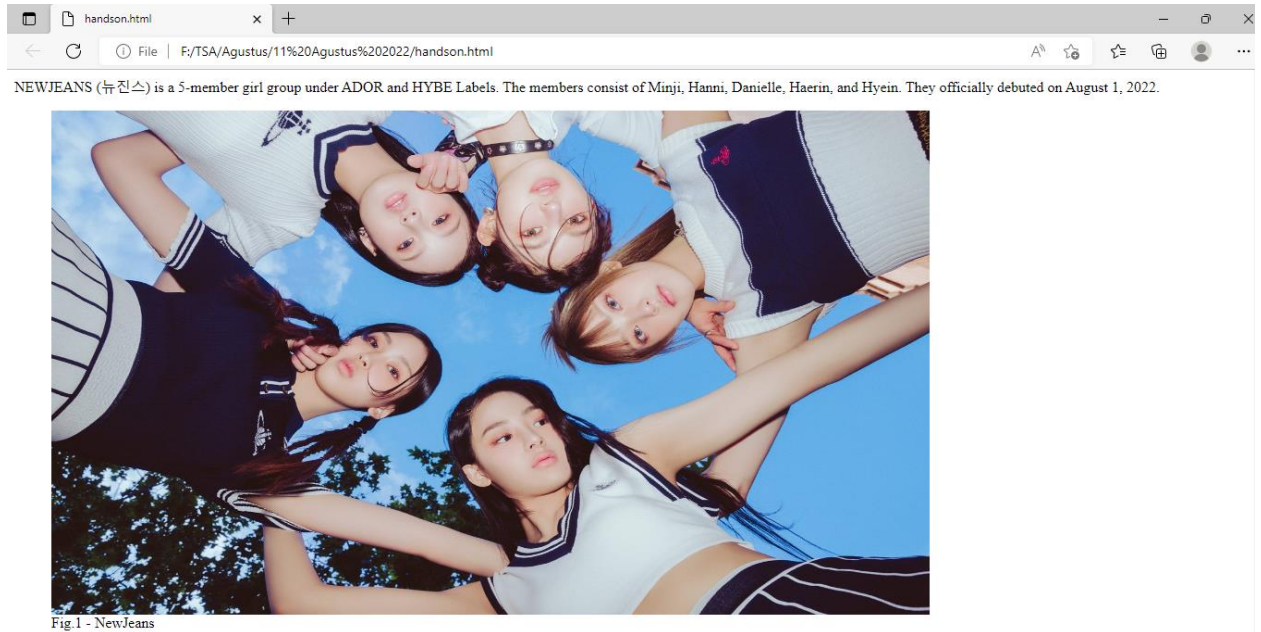 handson.html
File | F:/TSA/Agustus/11%20Agustus%202022/handson.html
NEWJEANS (뉴진스) is a 5-member girl group under ADOR and HYBE Labels. The members consist of Minji, Hanni, Danielle, Haerin, and Hyein. They officially debuted on August 1, 2022.
Fig.1 - NewJeans